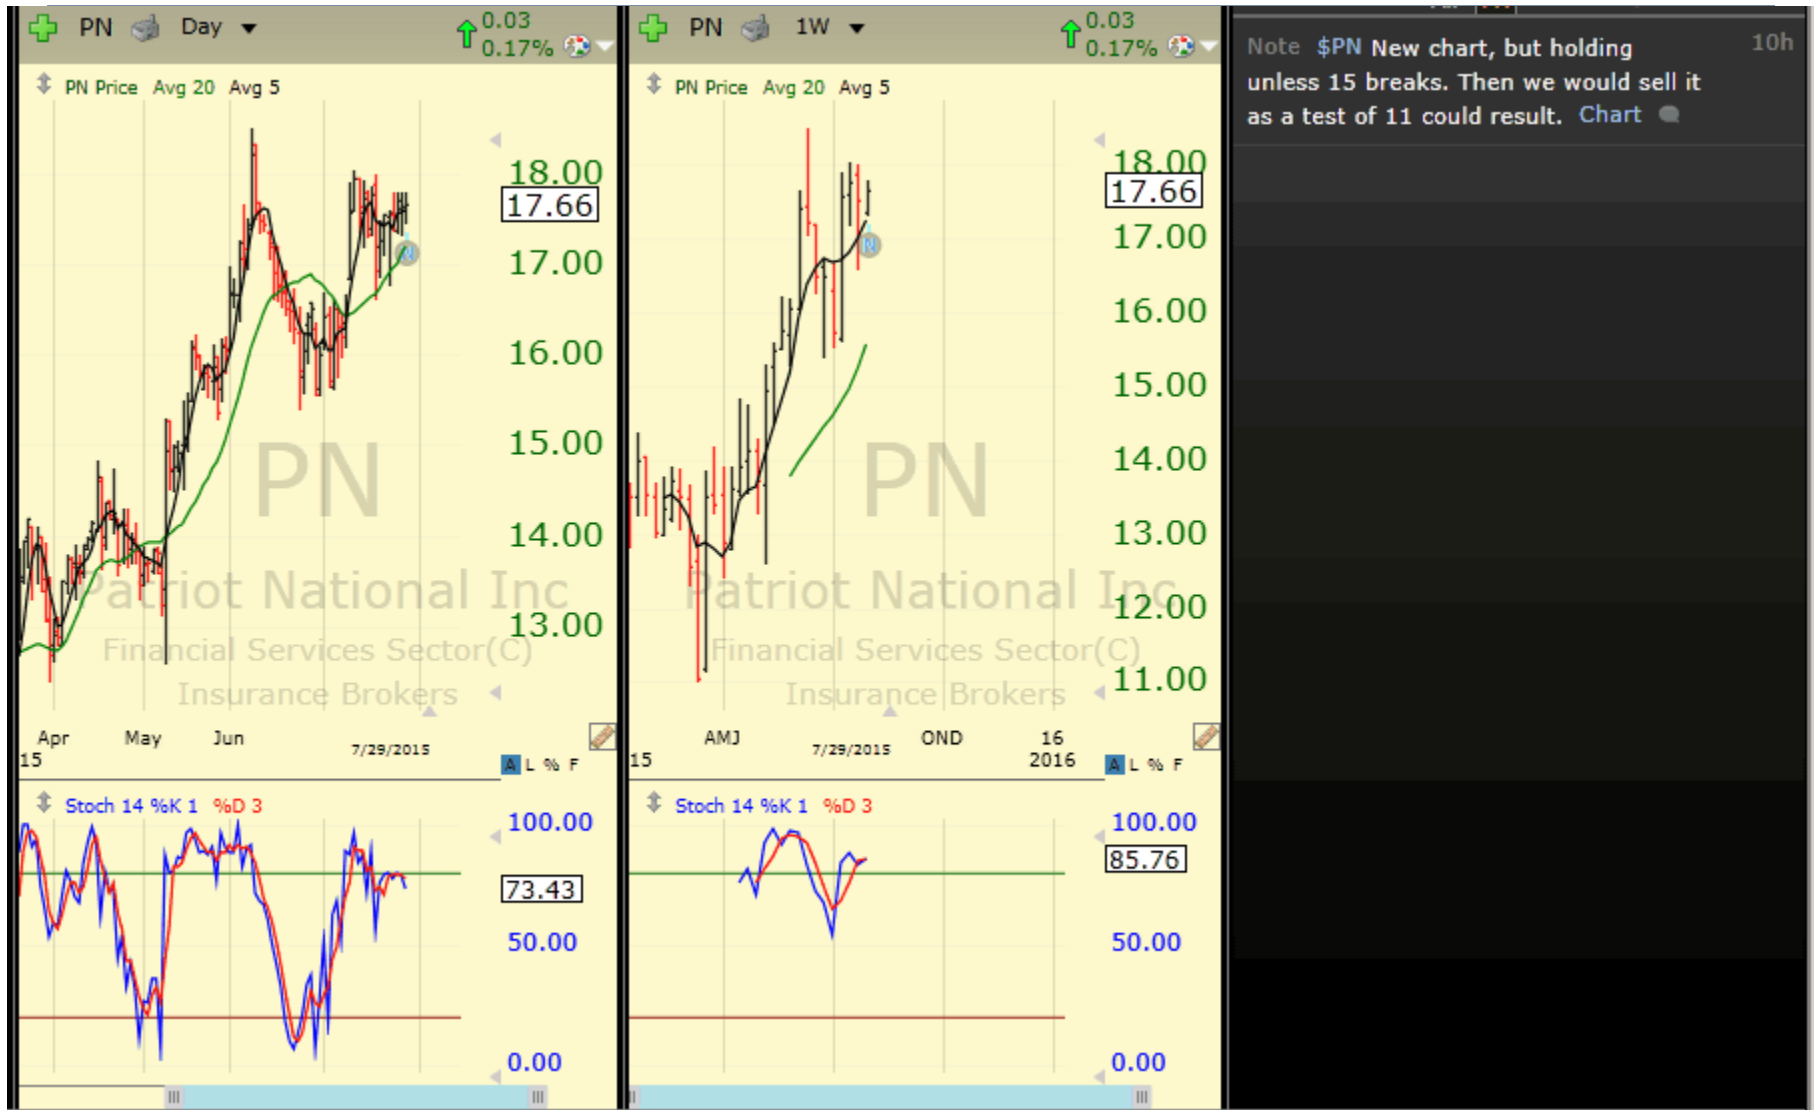 PN Day
0.03
0.17%
PN Price Avg 20 Avg 5
18.00
17.66
17.00
16.00
15.00
14.00
13.00
PN
Patriot National Inc
Financial Services Sector(C)
Insurance Brokers
N
Apr May Jun
7/29/2015
15
A L % F
Stoch 14 %K 1 %D 3
100.00
73.43
50.00
0.00
PN 1W
0.03
0.17%
PN Price Avg 20 Avg 5
18.00
17.66
17.00
16.00
15.00
14.00
13.00
12.00
11.00
PN
Patriot National Inc
Financial Services Sector(C)
Insurance Brokers
N
AMJ 7/29/2015 OND 16
15 2016
A L % F
Stoch 14 %K 1 %D 3
100.00
85.76
50.00
0.00
Note $PN New chart, but holding 10h
unless 15 breaks. Then we would sell it
as a test of 11 could result. Chart